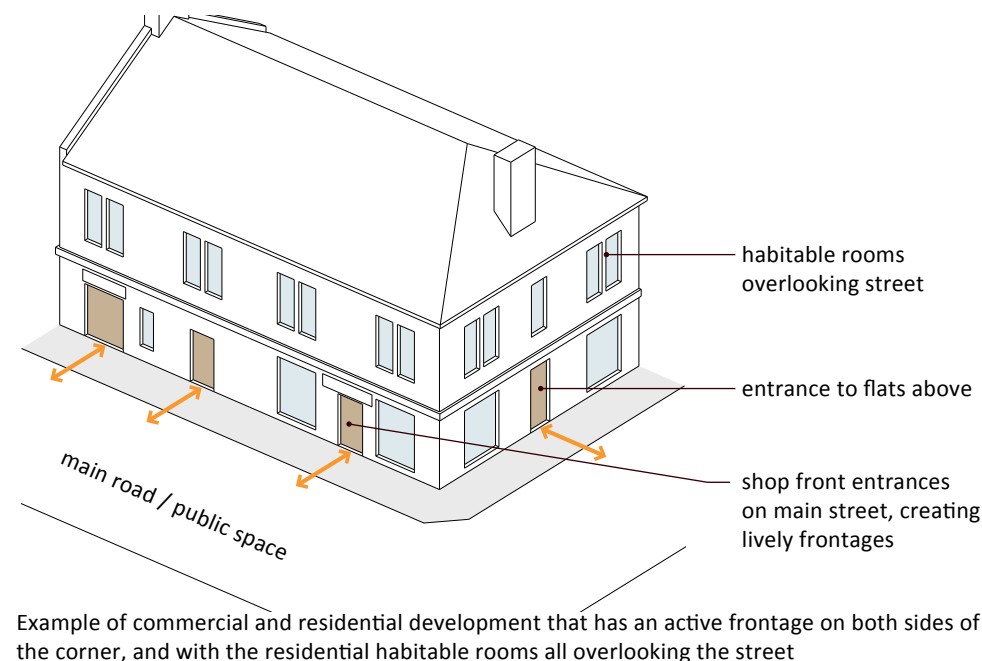 habitable rooms
overlooking street
entrance to flats above
shop front entrances
on main street, creating
lively frontages
main road / public space
Example of commercial and residential development that has an active frontage on both sides of
the corner, and with the residential habitable rooms all overlooking the street